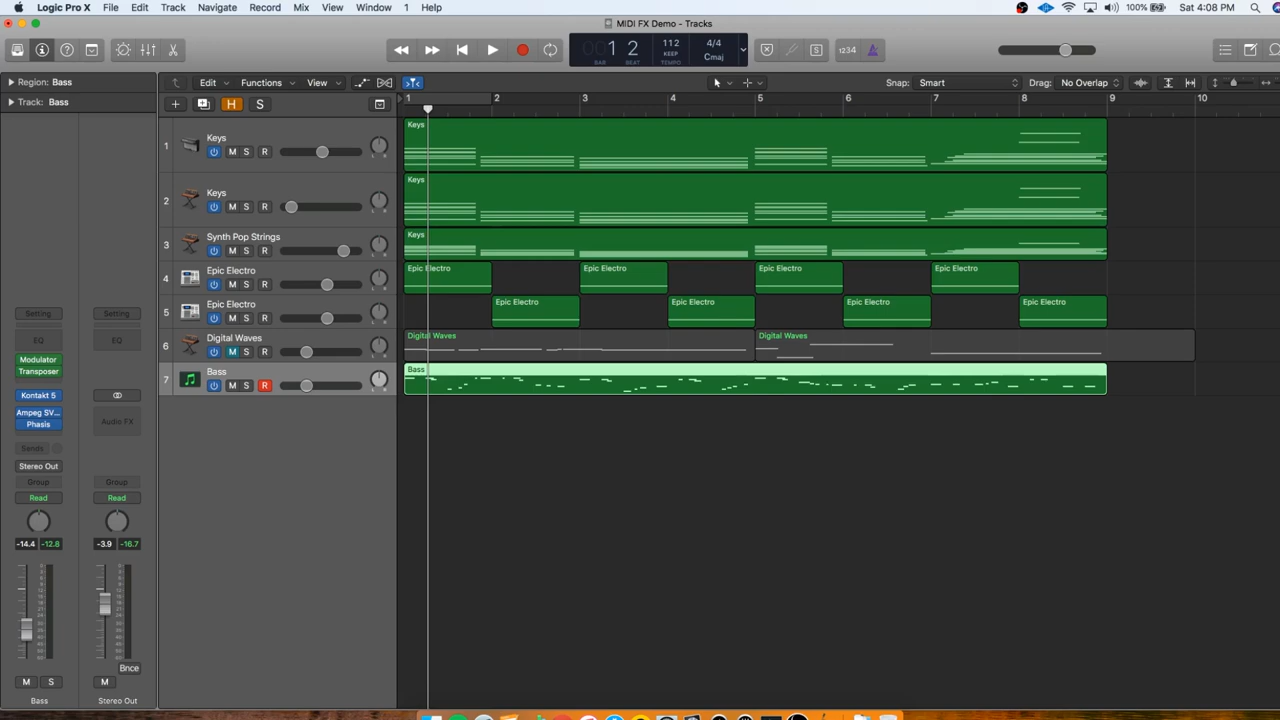 Logic Pro X File Edit Track Navigate Record Mix View Window 1 Help 100% Sat 4:08 PM
MIDI FX Demo - Tracks
001 2 112 4/4
BAR BEAT KEEP TEMPO Cmaj
S 1234
Region: Bass
Track: Bass
Edit Functions View Snap: Smart Drag: No Overlap
H S
1 2 3 4 5 6 7 8 9 10
1 Keys M S R
2 Keys M S R
3 Synth Pop Strings M S R
4 Epic Electro M S R
5 Epic Electro M S R
6 Digital Waves M S R
7 Bass M S R
Keys
Keys
Keys
Epic Electro Epic Electro Epic Electro Epic Electro
Epic Electro Epic Electro Epic Electro Epic Electro
Digital Waves Digital Waves
Bass
Setting Setting
EQ EQ
Modulator
Transposer
Kontakt 5
Ampeg SV...
Phasis
Audio FX
Sends
Stereo Out
Group Group
Read Read
-14.4 -12.8 -3.9 -16.7
Bnce
M S M
Bass Stereo Out